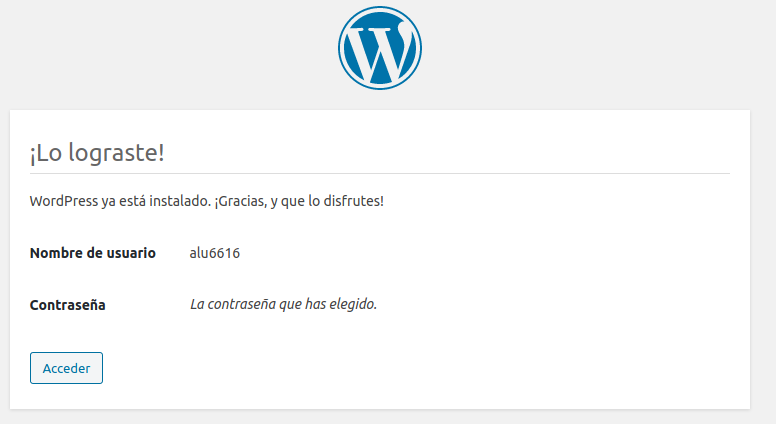 ¡Lo lograste!
WordPress ya está instalado. ¡Gracias, y que lo disfrutes!
Nombre de usuario alu6616
Contraseña La contraseña que has elegido.
Acceder